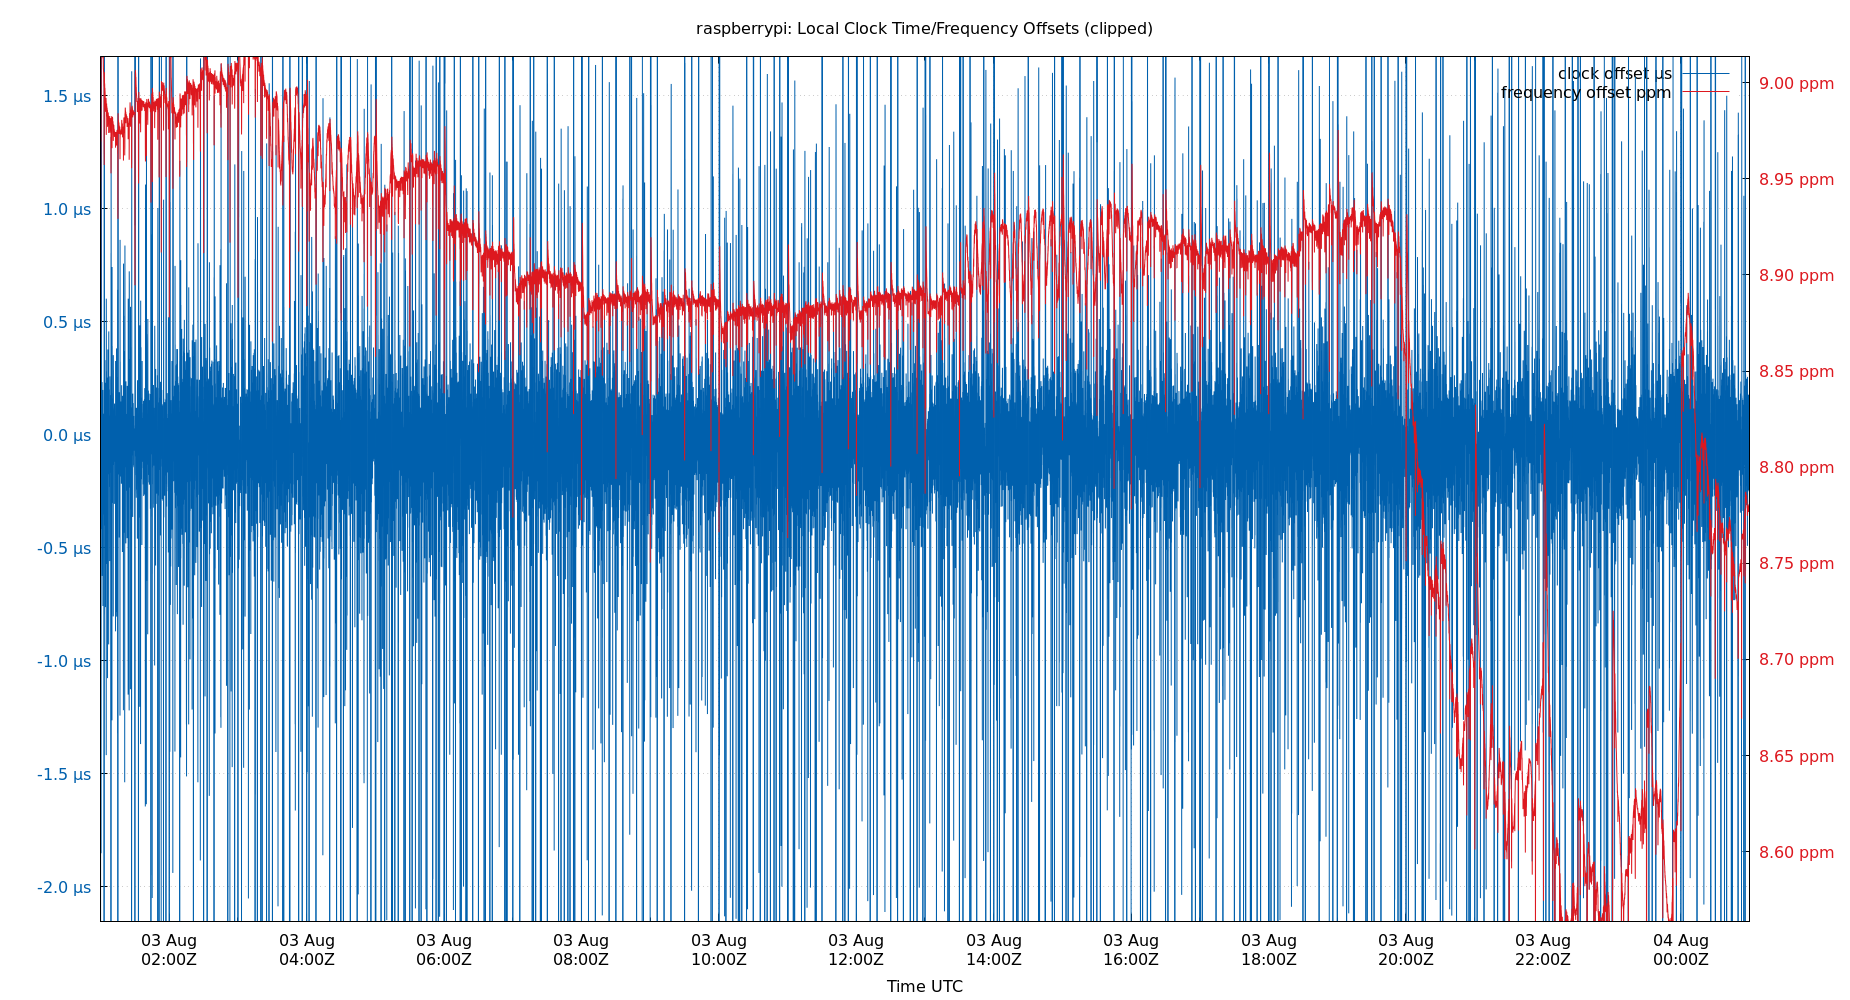 raspberrypi: Local Clock Time/Frequency Offsets (clipped)
clock offset µs
frequency offset ppm
1.5 µs
1.0 µs
0.5 µs
0.0 µs
-0.5 µs
-1.0 µs
-1.5 µs
-2.0 µs
9.00 ppm
8.95 ppm
8.90 ppm
8.85 ppm
8.80 ppm
8.75 ppm
8.70 ppm
8.65 ppm
8.60 ppm
03 Aug
02:00Z
03 Aug
04:00Z
03 Aug
06:00Z
03 Aug
08:00Z
03 Aug
10:00Z
03 Aug
12:00Z
03 Aug
14:00Z
03 Aug
16:00Z
03 Aug
18:00Z
03 Aug
20:00Z
03 Aug
22:00Z
04 Aug
00:00Z
Time UTC